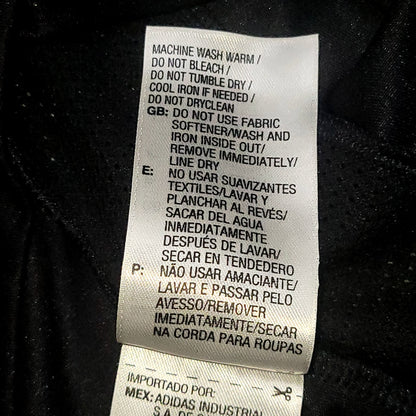 MACHINE WASH WARM /
DO NOT BLEACH /
DO NOT TUMBLE DRY /
COOL IRON IF NEEDED /
DO NOT DRYCLEAN
GB: DO NOT USE FABRIC
SOFTENER/WASH AND
IRON INSIDE OUT/
REMOVE IMMEDIATELY/
LINE DRY
E: NO USAR SUAVIZANTES
TEXTILES/LAVAR Y
PLANCHAR AL REVÉS/
SACAR DEL AGUA
INMEDIATAMENTE
DESPUÉS DE LAVAR/
SECAR EN TENDEDERO
P: NÃO USAR AMACIANTE/
LAVAR E PASSAR PELO
AVESSO/REMOVER
IMEDIATAMENTE/SECAR
NA CORDA PARA ROUPAS
IMPORTADO POR:
MEX: ADIDAS INDUSTRIAL
S.A. DE